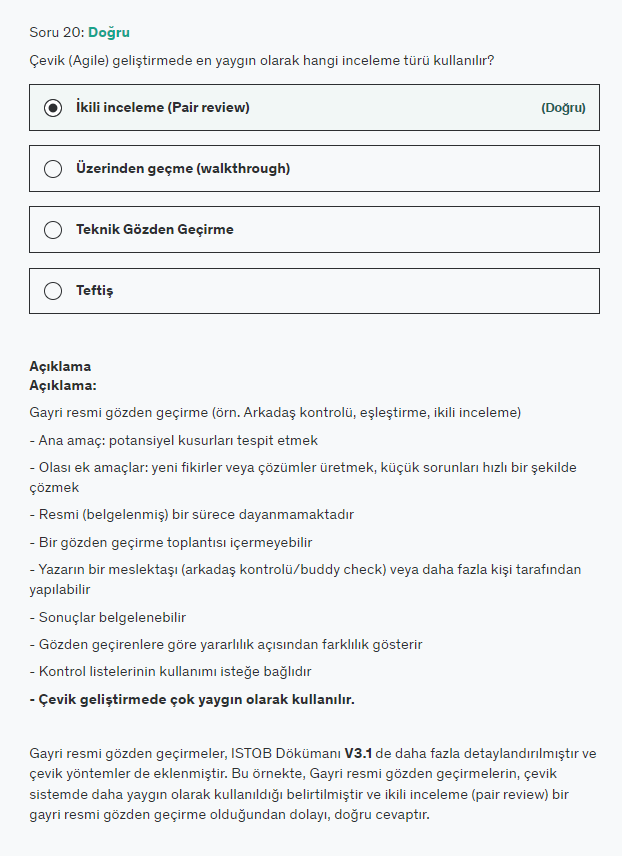 Soru 20: Doğru
Çevik (Agile) geliştirmede en yaygın olarak hangi inceleme türü kullanılır?
İkili inceleme (Pair review) (Doğru)
Üzerinden geçme (walkthrough)
Teknik Gözden Geçirme
Teftiş
Açıklama
Açıklama:
Gayri resmi gözden geçirme (örn. Arkadaş kontrolü, eşleştirme, ikili inceleme)
- Ana amaç: potansiyel kusurları tespit etmek
- Olası ek amaçlar: yeni fikirler veya çözümler üretmek, küçük sorunları hızlı bir şekilde
çözmek
- Resmi (belgelenmiş) bir sürece dayanmamaktadır
- Bir gözden geçirme toplantısı içermeyebilir
- Yazarın bir meslektaşı (arkadaş kontrolü/buddy check) veya daha fazla kişi tarafından
yapılabilir
- Sonuçlar belgelenebilir
- Gözden geçirenlere göre yararlılık açısından farklılık gösterir
- Kontrol listelerinin kullanımı isteğe bağlıdır
- Çevik geliştirmede çok yaygın olarak kullanılır.
Gayri resmi gözden geçirmeler, ISTQB Dökümanı V3.1 de daha fazla detaylandırılmıştır ve
çevik yöntemler de eklenmiştir. Bu örnekte, Gayri resmi gözden geçirmelerin, çevik
sistemde daha yaygın olarak kullanıldığı belirtilmiştir ve ikili inceleme (pair review) bir
gayri resmi gözden geçirme olduğundan dolayı, doğru cevaptır.